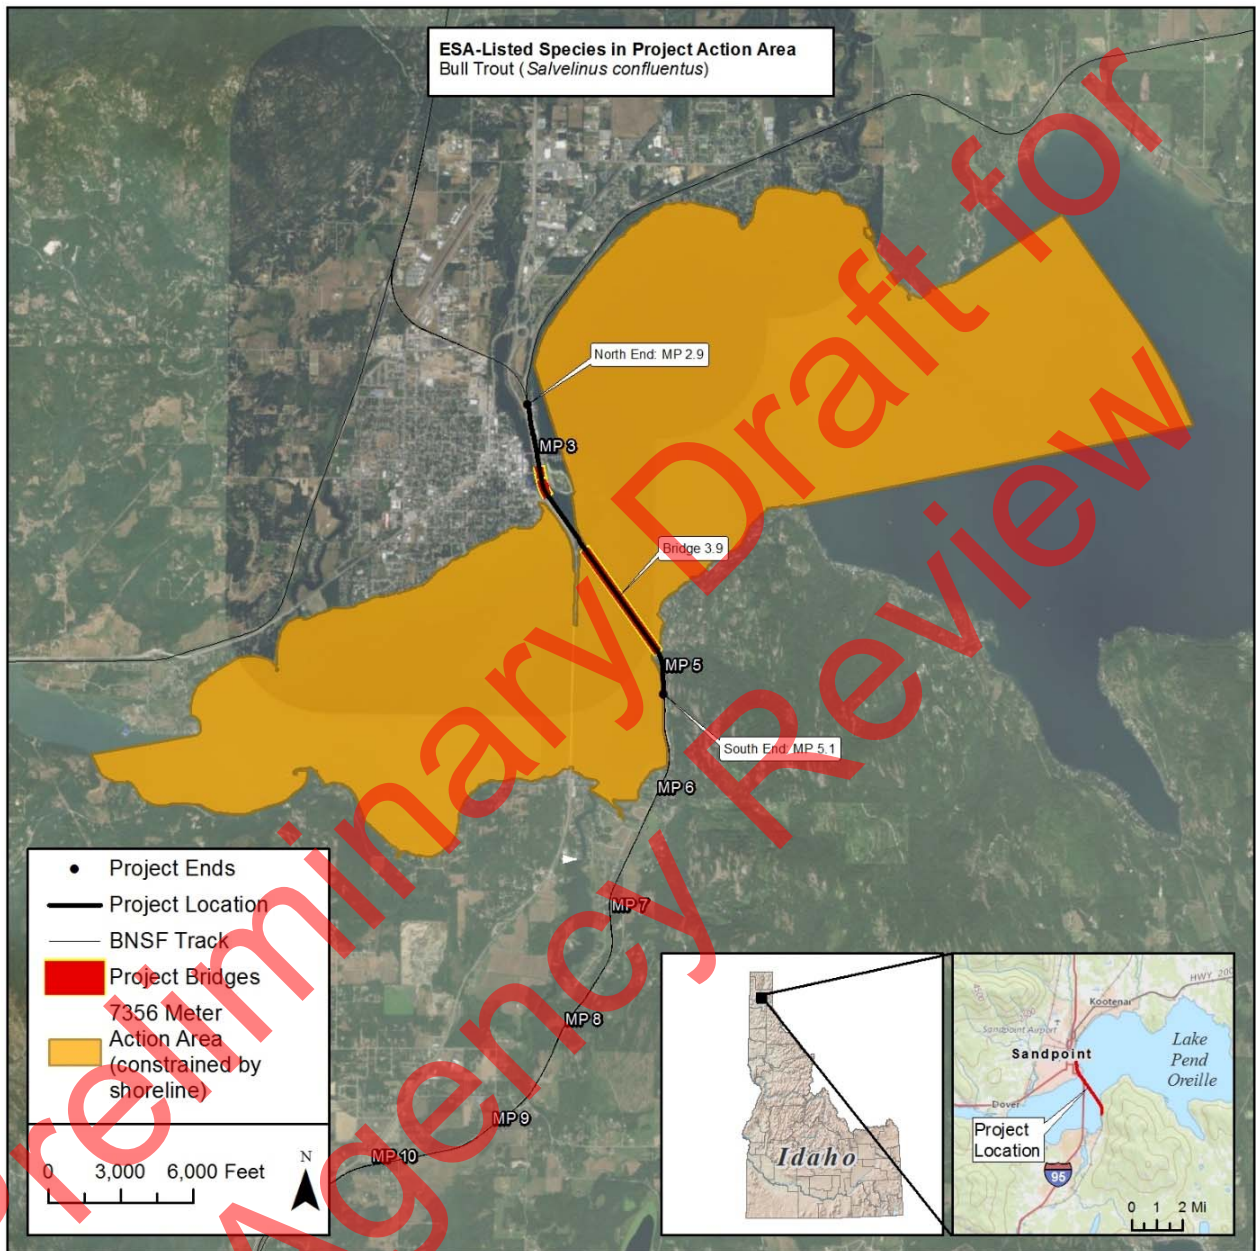 ESA-Listed Species in Project Action Area
Bull Trout (Salvelinus confluentus)
North End: MP 2.9
MP 3
Bridge 3.9
MP 5
South End: MP 5.1
MP 6
MP 7
MP 8
MP 9
MP 10
Preliminary Draft for
Agency Review
Project Ends
Project Location
BNSF Track
Project Bridges
7356 Meter
Action Area
(constrained by
shoreline)
0 3,000 6,000 Feet
N
Idaho
HWY 200
Kootenai
Sandpoint Airport
Sandpoint
Lake
Pend
Oreille
Dover
Project
Location
95
0 1 2 Mi